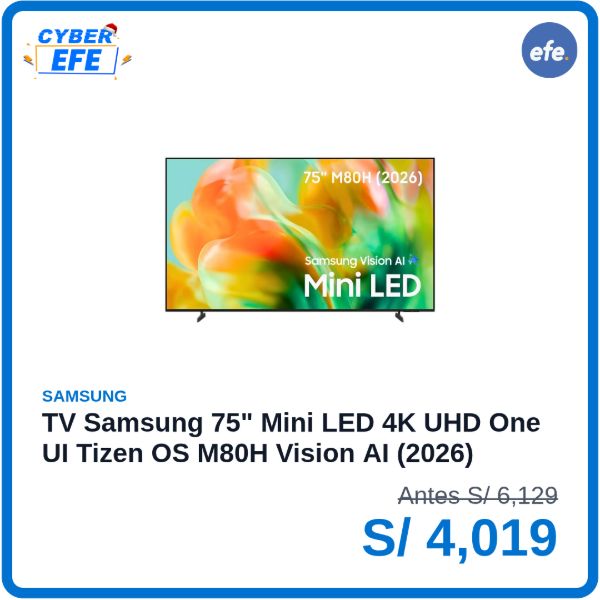 CYBER
EFE
efe.
75" M80H (2026)
Samsung Vision AI
Mini LED
SAMSUNG
TV Samsung 75" Mini LED 4K UHD One
UI Tizen OS M80H Vision AI (2026)
Antes S/ 6,129
S/ 4,019